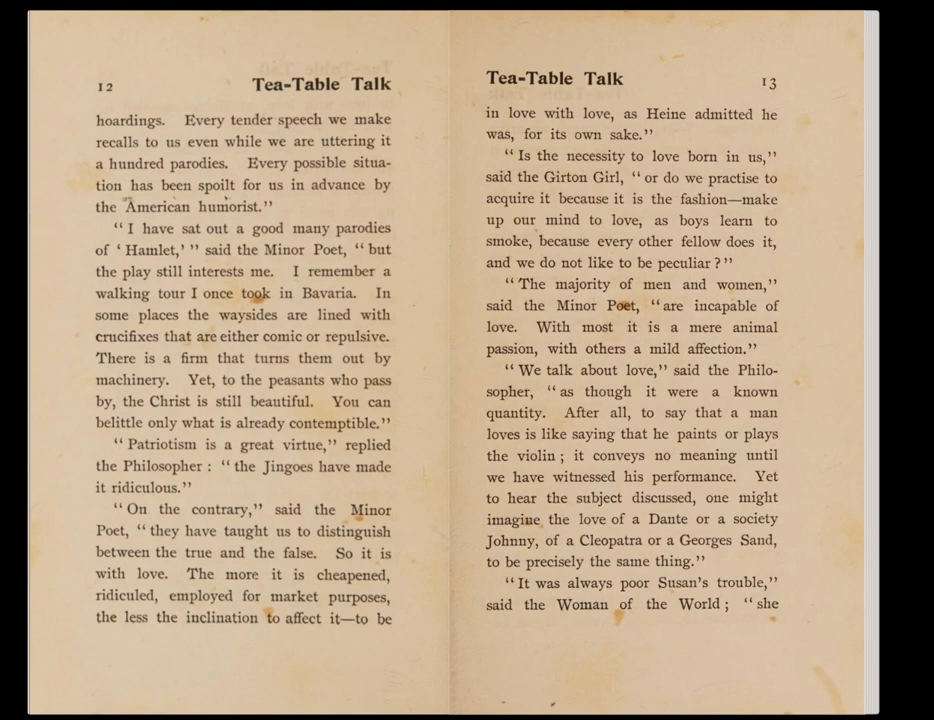 12 Tea-Table Talk
hoardings. Every tender speech we make
recalls to us even while we are uttering it
a hundred parodies. Every possible situa-
tion has been spoilt for us in advance by
the American humorist.”
“ I have sat out a good many parodies
of ‘ Hamlet,’ ” said the Minor Poet, “ but
the play still interests me. I remember a
walking tour I once took in Bavaria. In
some places the waysides are lined with
crucifixes that are either comic or repulsive.
There is a firm that turns them out by
machinery. Yet, to the peasants who pass
by, the Christ is still beautiful. You can
belittle only what is already contemptible.”
“ Patriotism is a great virtue,” replied
the Philosopher : “ the Jingoes have made
it ridiculous.”
“ On the contrary,” said the Minor
Poet, “ they have taught us to distinguish
between the true and the false. So it is
with love. The more it is cheapened,
ridiculed, employed for market purposes,
the less the inclination to affect it—to be
Tea-Table Talk 13
in love with love, as Heine admitted he
was, for its own sake.”
“ Is the necessity to love born in us,”
said the Girton Girl, “ or do we practise to
acquire it because it is the fashion—make
up our mind to love, as boys learn to
smoke, because every other fellow does it,
and we do not like to be peculiar ? ”
“ The majority of men and women,”
said the Minor Poet, “ are incapable of
love. With most it is a mere animal
passion, with others a mild affection.”
“ We talk about love,” said the Philo-
sopher, “ as though it were a known
quantity. After all, to say that a man
loves is like saying that he paints or plays
the violin ; it conveys no meaning until
we have witnessed his performance. Yet
to hear the subject discussed, one might
imagine the love of a Dante or a society
Johnny, of a Cleopatra or a Georges Sand,
to be precisely the same thing.”
“ It was always poor Susan’s trouble,”
said the Woman of the World ; “ she